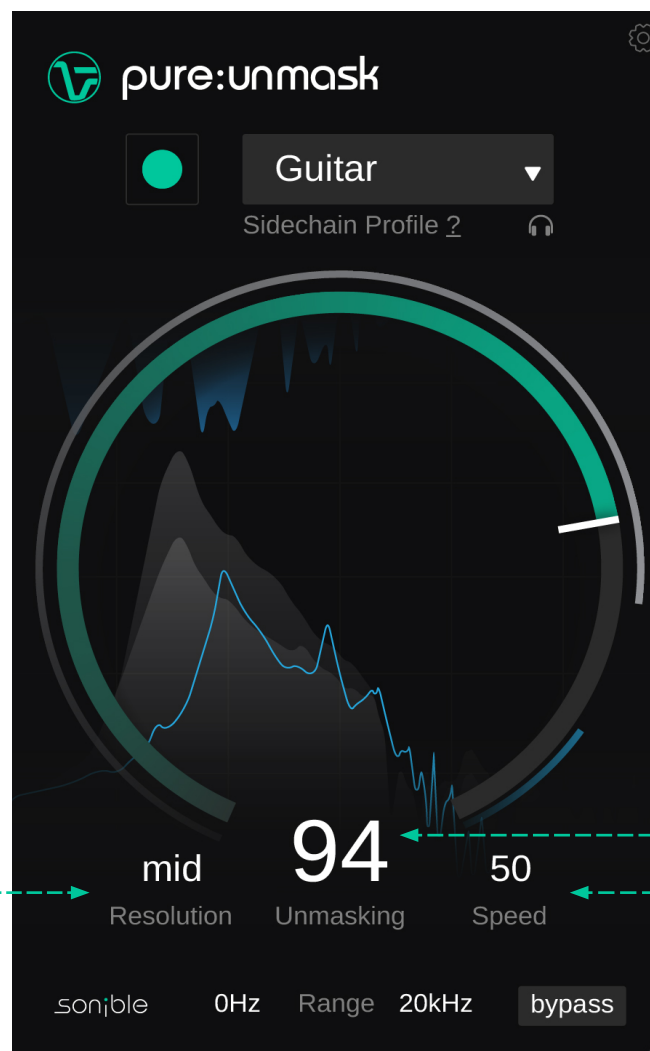 pure:unmask
Guitar
Sidechain Profile ?
94
mid
50
Resolution
Unmasking
Speed
sonible
0Hz
Range
20kHz
bypass